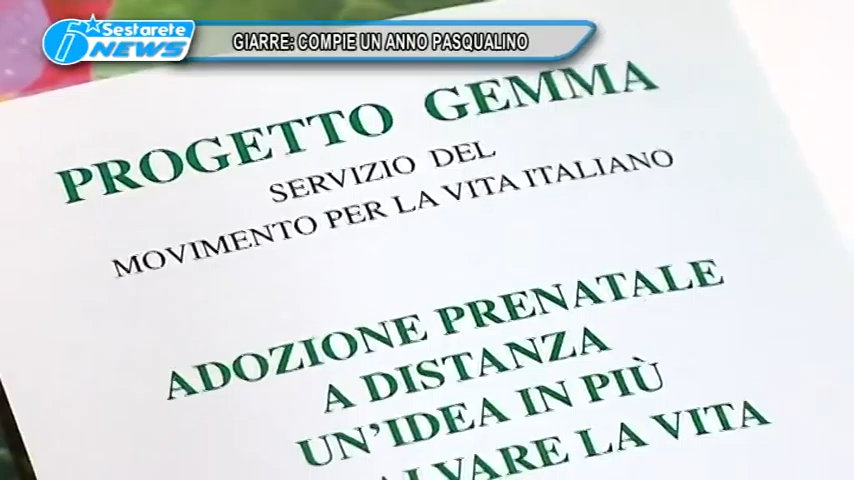 6 Sestarete
NEWS
GIARRE: COMPIE UN ANNO PASQUALINO
PROGETTO GEMMA
SERVIZIO DEL
MOVIMENTO PER LA VITA ITALIANO
ADOZIONE PRENATALE
A DISTANZA
UN'IDEA IN PIÙ
LA VITA